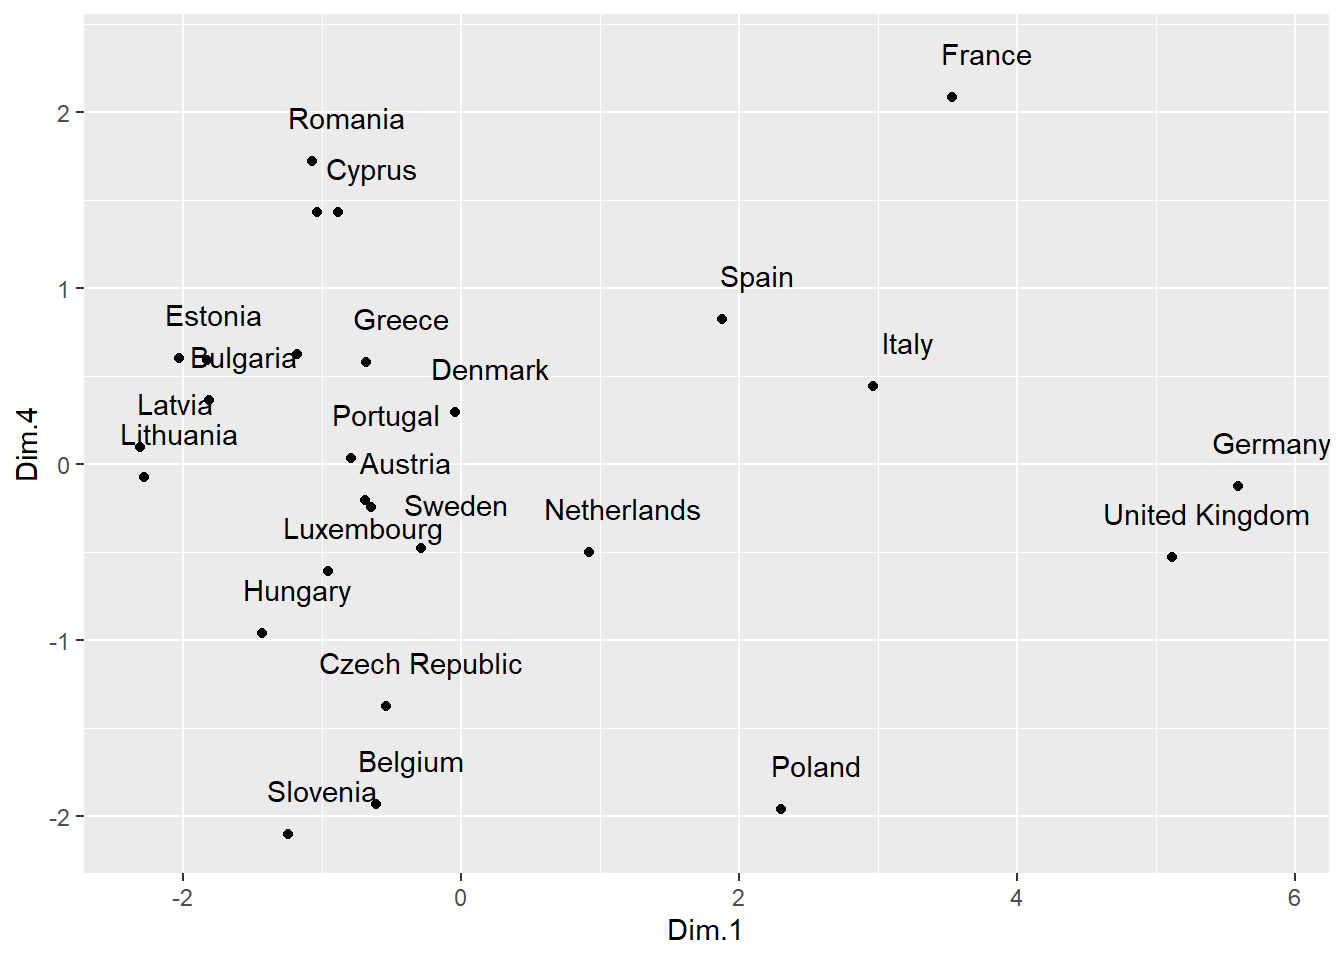 France
Romania
Cyprus
Spain
Estonia
Greece
Italy
Bulgaria
Denmark
Latvia
Portugal
Lithuania
Germany
Austria
Sweden
Netherlands
United Kingdom
Luxembourg
Hungary
Czech Republic
Belgium
Poland
Slovenia
2
1
0
-1
-2
Dim.4
-2 0 2 4 6
Dim.1